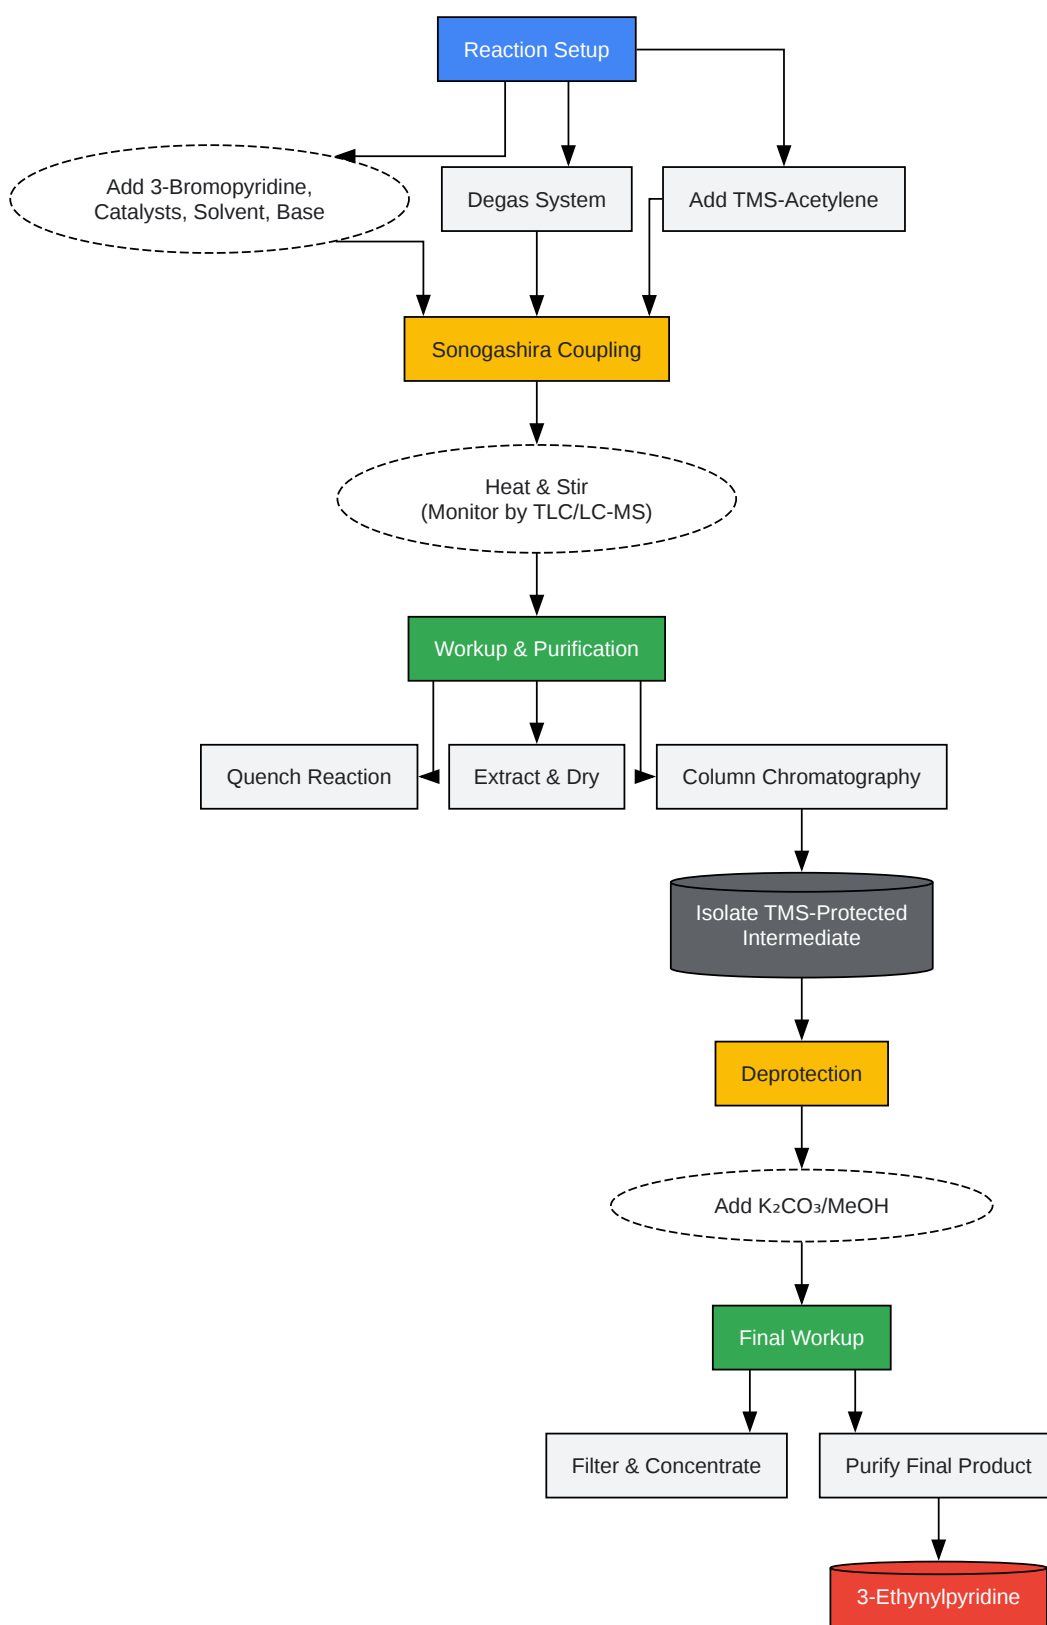 Reaction Setup
Add 3-Bromopyridine,
Catalysts, Solvent, Base
Degas System
Add TMS-Acetylene
Sonogashira Coupling
Heat & Stir
(Monitor by TLC/LC-MS)
Workup & Purification
Quench Reaction
Extract & Dry
Column Chromatography
Isolate TMS-Protected
Intermediate
Deprotection
Add K₂CO₃/MeOH
Final Workup
Filter & Concentrate
Purify Final Product
3-Ethynylpyridine